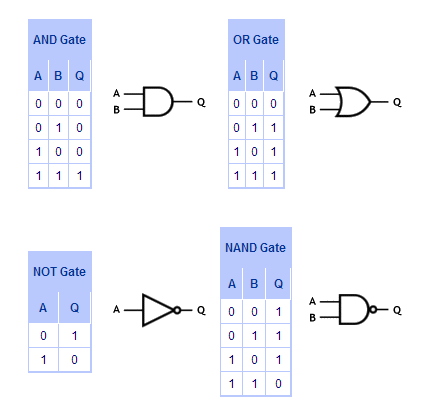 AND Gate
A B Q
0 0 0
0 1 0
1 0 0
1 1 1
A
B
Q
OR Gate
A B Q
0 0 0
0 1 1
1 0 1
1 1 1
A
B
Q
NOT Gate
A Q
0 1
1 0
A
Q
NAND Gate
A B Q
0 0 1
0 1 1
1 0 1
1 1 0
A
B
Q